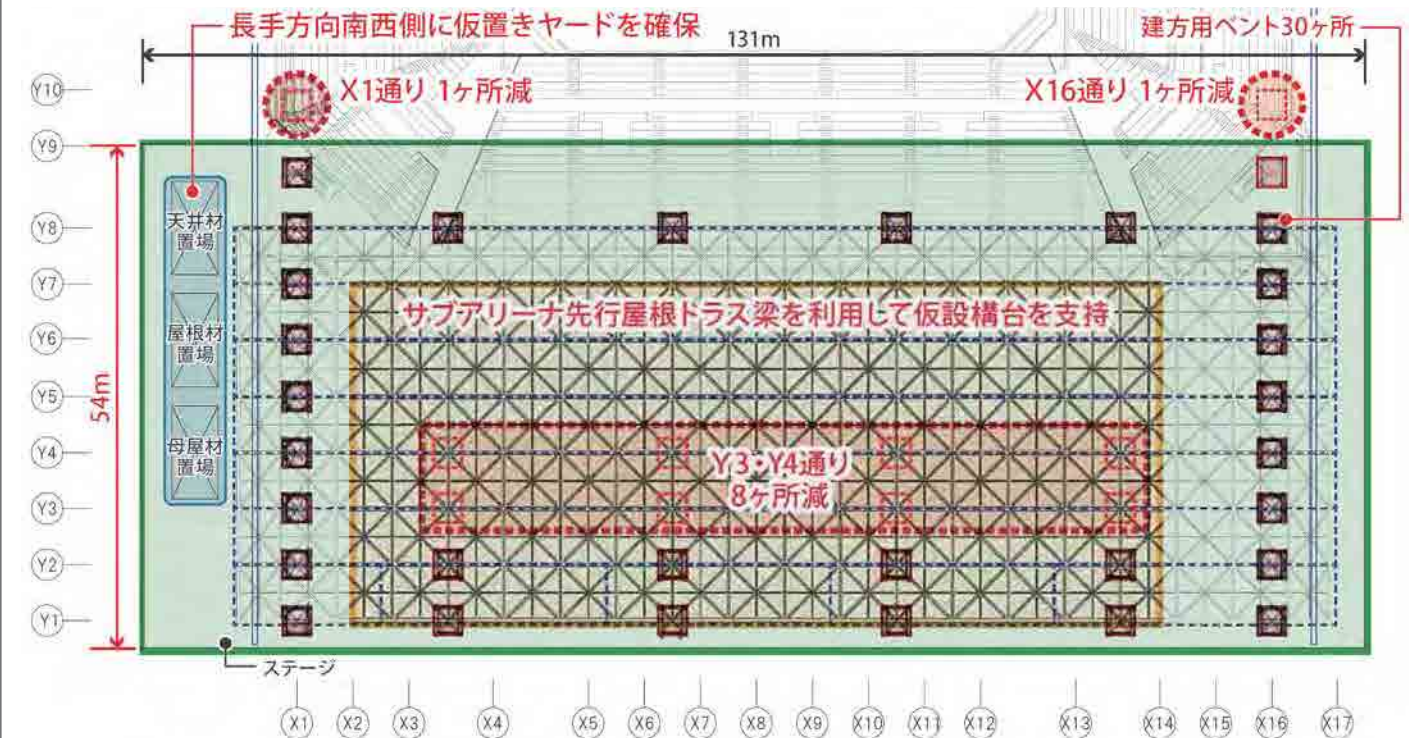 長手方向南西側に仮置きヤードを確保
建方用ベント30ヶ所
131m
Y10
X1通り 1ヶ所減
X16通り 1ヶ所減
Y9
天井材
置場
Y8
Y7
サブアリーナ先行屋根トラス梁を利用して仮設構台を支持
屋根材
置場
Y6
Y5
54m
母屋材
置場
Y4
Y3・Y4通り
8ヶ所減
Y3
Y2
Y1
ステージ
X1 X2 X3 X4 X5 X6 X7 X8 X9 X10 X11 X12 X13 X14 X15 X16 X17